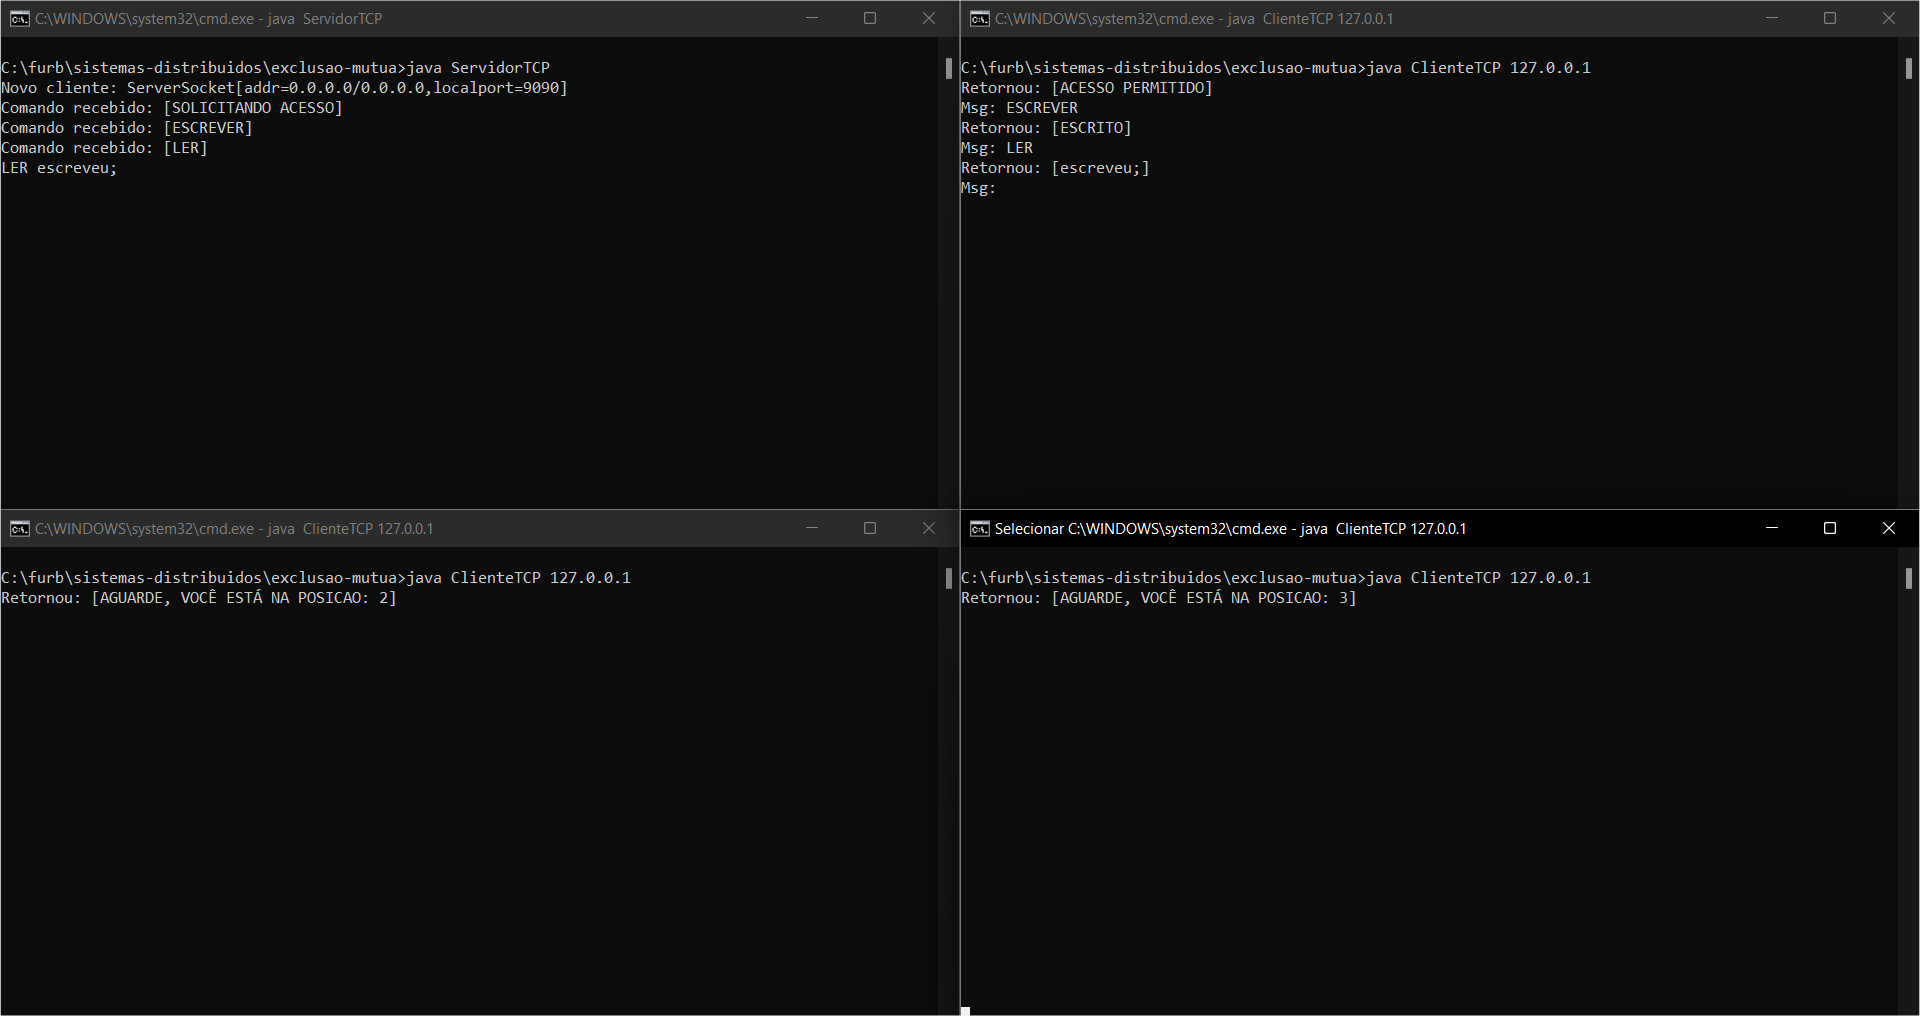 C:\WINDOWS\system32\cmd.exe - java  ServidorTCP
C:\furb\sistemas-distribuidos\exclusao-mutua>java ServidorTCP
Novo cliente: ServerSocket[addr=0.0.0.0/0.0.0.0,localport=9090]
Comando recebido: [SOLICITANDO ACESSO]
Comando recebido: [ESCREVER]
Comando recebido: [LER]
LER escreveu;
C:\WINDOWS\system32\cmd.exe - java  ClienteTCP 127.0.0.1
C:\furb\sistemas-distribuidos\exclusao-mutua>java ClienteTCP 127.0.0.1
Retornou: [ACESSO PERMITIDO]
Msg: ESCREVER
Retornou: [ESCRITO]
Msg: LER
Retornou: [escreveu;]
Msg:
C:\WINDOWS\system32\cmd.exe - java  ClienteTCP 127.0.0.1
C:\furb\sistemas-distribuidos\exclusao-mutua>java ClienteTCP 127.0.0.1
Retornou: [AGUARDE, VOCÊ ESTÁ NA POSICAO: 2]
Selecionar C:\WINDOWS\system32\cmd.exe - java  ClienteTCP 127.0.0.1
C:\furb\sistemas-distribuidos\exclusao-mutua>java ClienteTCP 127.0.0.1
Retornou: [AGUARDE, VOCÊ ESTÁ NA POSICAO: 3]